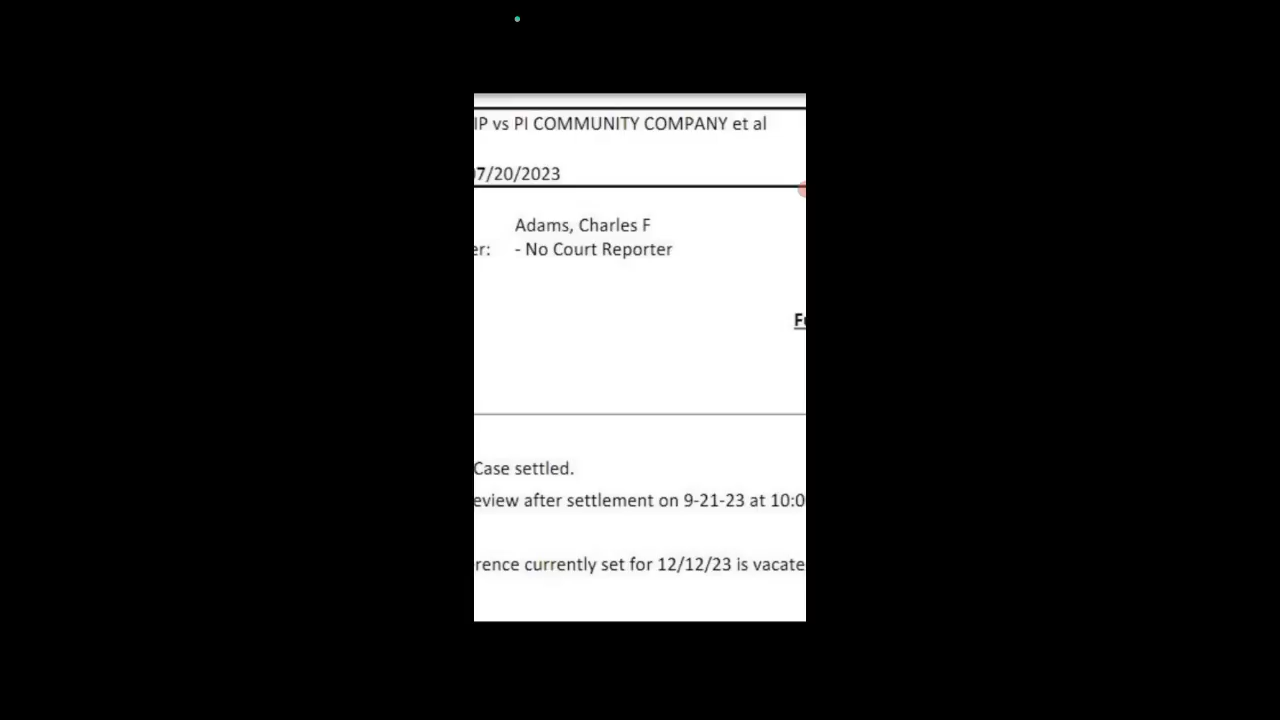 IP vs PI COMMUNITY COMPANY et al
7/20/2023
Adams, Charles F
er: - No Court Reporter
F
Case settled.
eview after settlement on 9-21-23 at 10:0
rence currently set for 12/12/23 is vacate